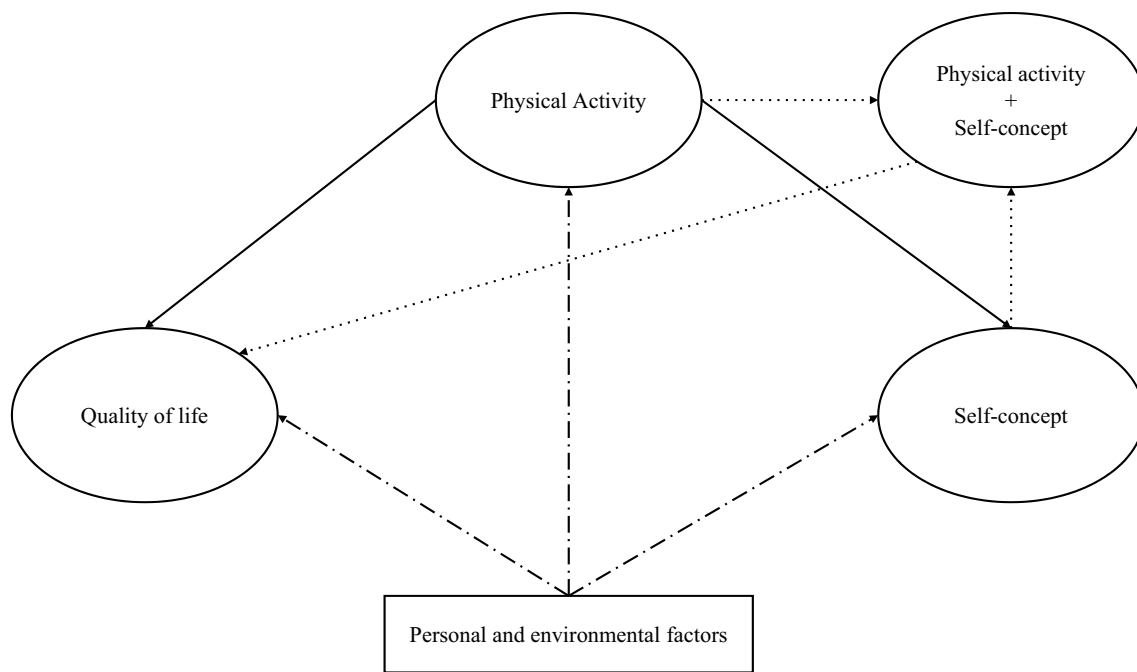 Physical Activity
Physical activity
+
Self-concept
Quality of life
Self-concept
Personal and environmental factors